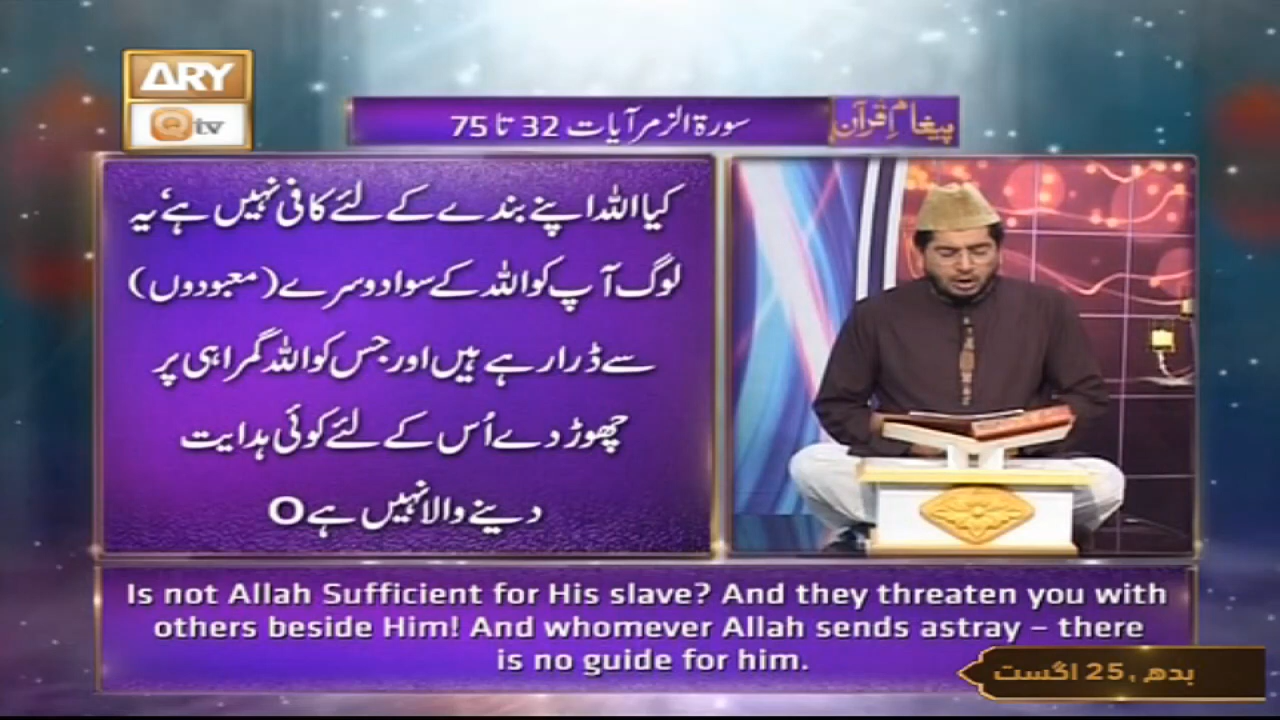 ARY
Qtv
پیغامِ قرآن
سورۃ الزمر آیات 32 تا 75
کیا اللہ اپنے بندے کے لئے کافی نہیں ہے، یہ
لوگ آپ کو اللہ کے سوا دوسرے (معبودوں)
سے ڈرا رہے ہیں اور جس کو اللہ گمراہی پر
چھوڑ دے اُس کے لئے کوئی ہدایت
دینے والا نہیں ہے O
Is not Allah Sufficient for His slave? And they threaten you with
others beside Him! And whomever Allah sends astray – there
is no guide for him.
بدھ، 25 اگست